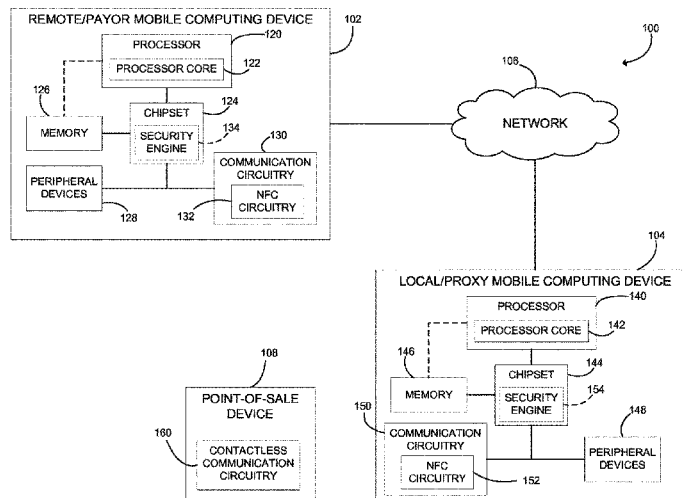 REMOTE/PAYOR MOBILE COMPUTING DEVICE
102
PROCESSOR
120
PROCESSOR CORE
122
126
CHIPSET
124
MEMORY
SECURITY
ENGINE
134
130
COMMUNICATION
CIRCUITRY
PERIPHERAL
DEVICES
NFC
CIRCUITRY
132
128
100
106
NETWORK
104
LOCAL/PROXY MOBILE COMPUTING DEVICE
PROCESSOR
140
PROCESSOR CORE
142
146
CHIPSET
144
MEMORY
SECURITY
ENGINE
154
150
148
COMMUNICATION
CIRCUITRY
PERIPHERAL
DEVICES
NFC
CIRCUITRY
152
108
POINT-OF-SALE
DEVICE
160
CONTACTLESS
COMMUNICATION
CIRCUITRY